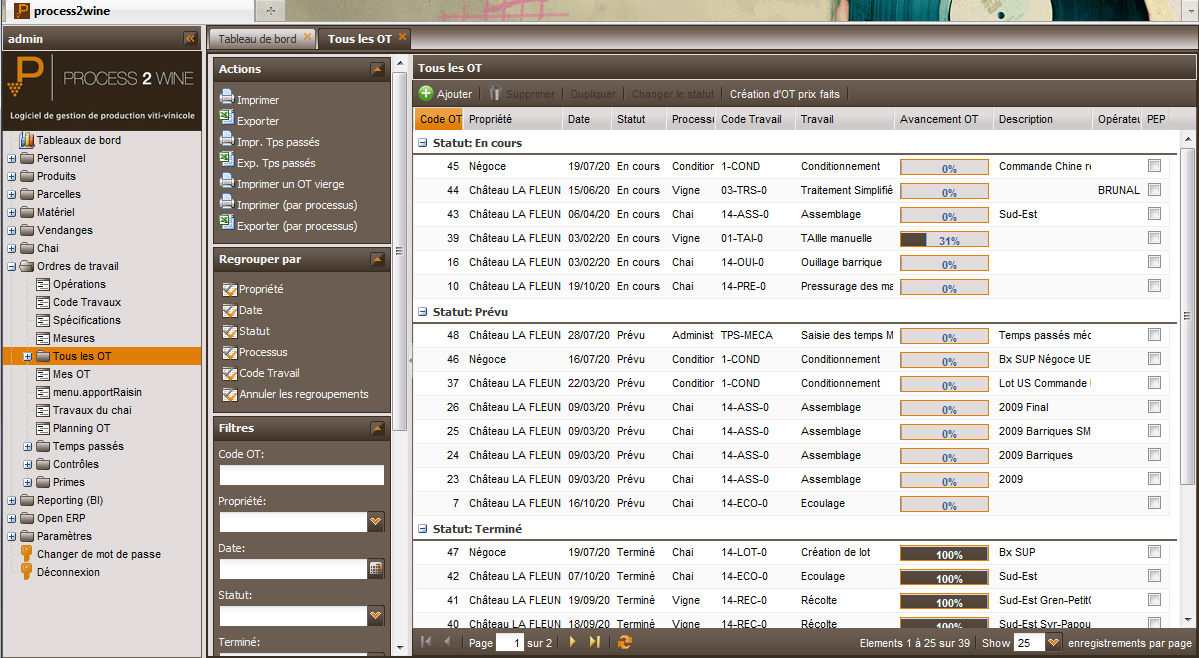 process2wine
admin
PROCESS 2 WINE
Logiciel de gestion de production viti-vinicole
Tableaux de bord
Personnel
Produits
Parcelles
Matériel
Vendanges
Chai
Ordres de travail
Opérations
Code Travaux
Spécifications
Mesures
Tous les OT
Mes OT
menu.apportRaisin
Travaux du chai
Planning OT
Temps passés
Contrôles
Primes
Reporting (BI)
Open ERP
Paramètres
Changer de mot de passe
Déconnexion
Tableau de bord
Tous les OT
Actions
Imprimer
Exporter
Impr. Tps passés
Exp. Tps passés
Imprimer un OT vierge
Imprimer (par processus)
Exporter (par processus)
Regrouper par
Propriété
Date
Statut
Processus
Code Travail
Annuler les regroupements
Filtres
Code OT:
Propriété:
Date:
Statut:
Terminé:
Tous les OT
Ajouter Supprimer Dupliquer Changer le statut Création d'OT prix faits
Code OT Propriété Date Statut Processu Code Travail Travail Avancement OT Description Opérateu PEP
Statut: En cours
45 Négoce 19/07/20 En cours Condition 1-COND Conditionnement 0% Commande Chine re
44 Château LA FLEUN 15/06/20 En cours Vigne 03-TRS-0 Traitement Simplifié 0% BRUNAL
43 Château LA FLEUN 06/04/20 En cours Chai 14-ASS-0 Assemblage 0% Sud-Est
39 Château LA FLEUN 03/02/20 En cours Vigne 01-TAI-0 TAIlle manuelle 31%
16 Château LA FLEUN 03/02/20 En cours Chai 14-OUI-0 Ouillage barrique 0%
10 Château LA FLEUN 19/10/20 En cours Chai 14-PRE-0 Pressurage des ma 0%
Statut: Prévu
48 Château LA FLEUN 28/07/20 Prévu Administ TPS-MECA Saisie des temps M 0% Temps passés méc
46 Négoce 16/07/20 Prévu Condition 1-COND Conditionnement 0% Bx SUP Négoce UE
37 Château LA FLEUN 22/03/20 Prévu Condition 1-COND Conditionnement 0% Lot US Commande
26 Château LA FLEUN 09/03/20 Prévu Chai 14-ASS-0 Assemblage 0% 2009 Final
25 Château LA FLEUN 09/03/20 Prévu Chai 14-ASS-0 Assemblage 0% 2009 Barriques SM
24 Château LA FLEUN 09/03/20 Prévu Chai 14-ASS-0 Assemblage 0% 2009 Barriques
23 Château LA FLEUN 09/03/20 Prévu Chai 14-ASS-0 Assemblage 0% 2009
7 Château LA FLEUN 16/10/20 Prévu Chai 14-ECO-0 Ecoulage 0%
Statut: Terminé
47 Négoce 19/07/20 Terminé Chai 14-LOT-0 Création de lot 100% Bx SUP
42 Château LA FLEUN 07/10/20 Terminé Chai 14-ECO-0 Ecoulage 100% Sud-Est
41 Château LA FLEUN 19/09/20 Terminé Vigne 14-REC-0 Récolte 100% Sud-Est Gren-Petit
40 Château LA FLEUN 18/09/20 Terminé Vigne 14-REC-0 Récolte 100% Sud-Est Syr-Papou
Page 1 sur 2 Elements 1 à 25 sur 39 Show 25 enregistrements par page